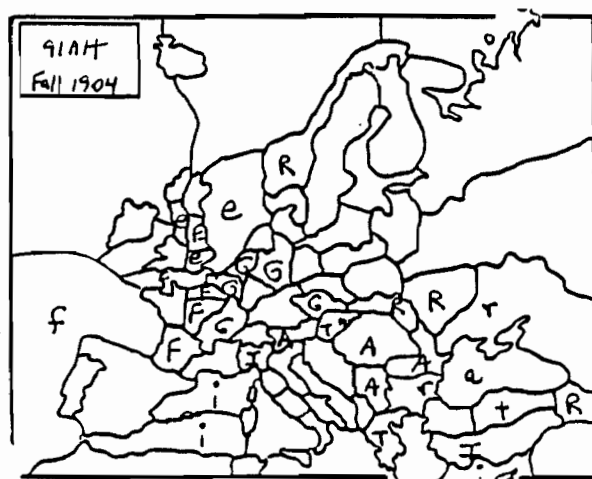 91AH
Fall 1904
R
e
e
E
e
G G
E G
G R R r
f F
G T
A A
F I A
i A r a t R
i T